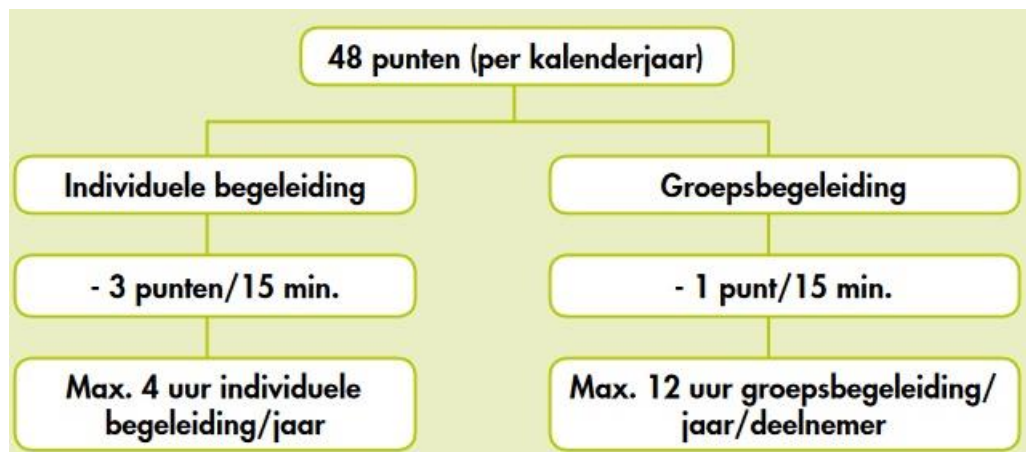 48 punten (per kalenderjaar)
Individuele begeleiding
Groepsbegeleiding
- 3 punten/15 min.
- 1 punt/15 min.
Max. 4 uur individuele
begeleiding/jaar
Max. 12 uur groepsbegeleiding/
jaar/deelnemer